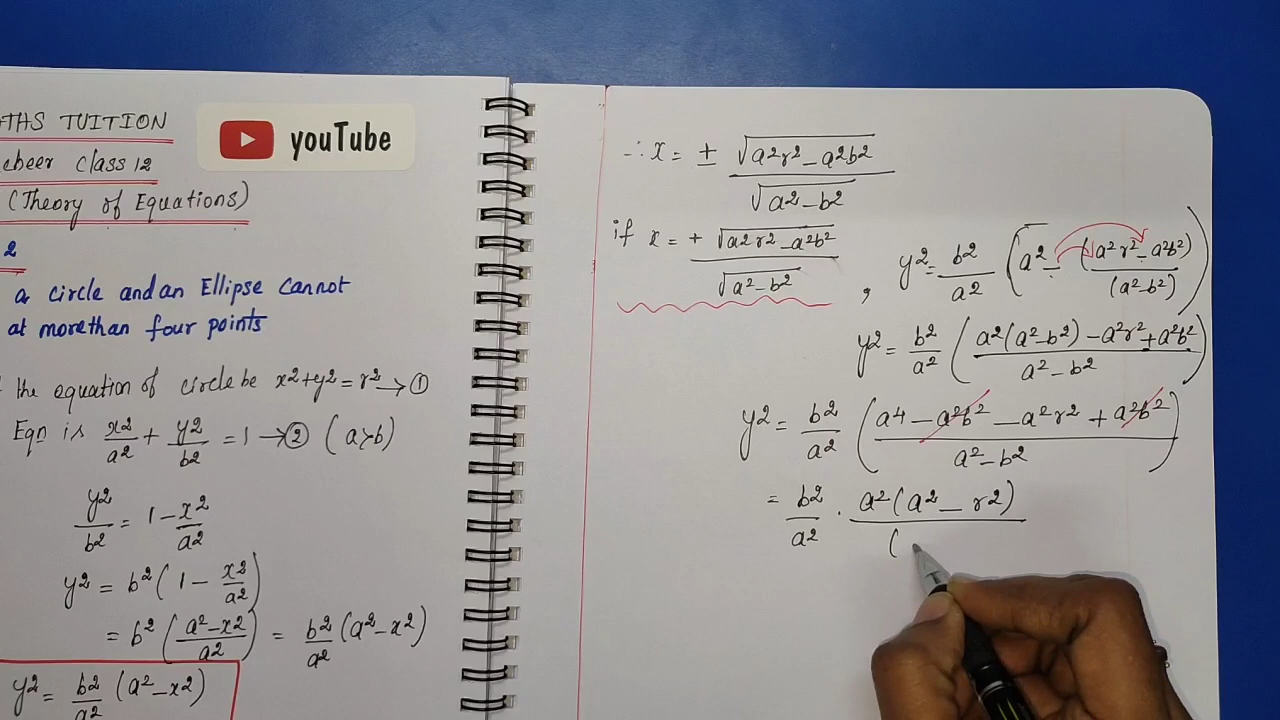 THS TUITION
youTube
Class 12
(Theory of Equations)
2
a circle and an Ellipse cannot
at morethan four points
the equation of circle be x²+y²=r² → ①
Eqn is x²/a² + y²/b² = 1 → ② (a>b)
y²/b² = 1 - x²/a²
y² = b² (1 - x²/a²)
= b² (a²-x²/a²) = b²/a² (a²-x²)
y² = b²/a² (a²-x²)
∴ x = ± √a²r²-a²b² / √a²-b²
if x = + √a²r²-a²b² / √a²-b² , y² = b²/a² (a² - (a²r²-a²b²)/(a²-b²))
y² = b²/a² (a²(a²-b²) - a²r² + a²b² / a²-b²)
y² = b²/a² (a4 - a²b² - a²r² + a²b² / a²-b²)
= b²/a² · a²(a² - r²) / (